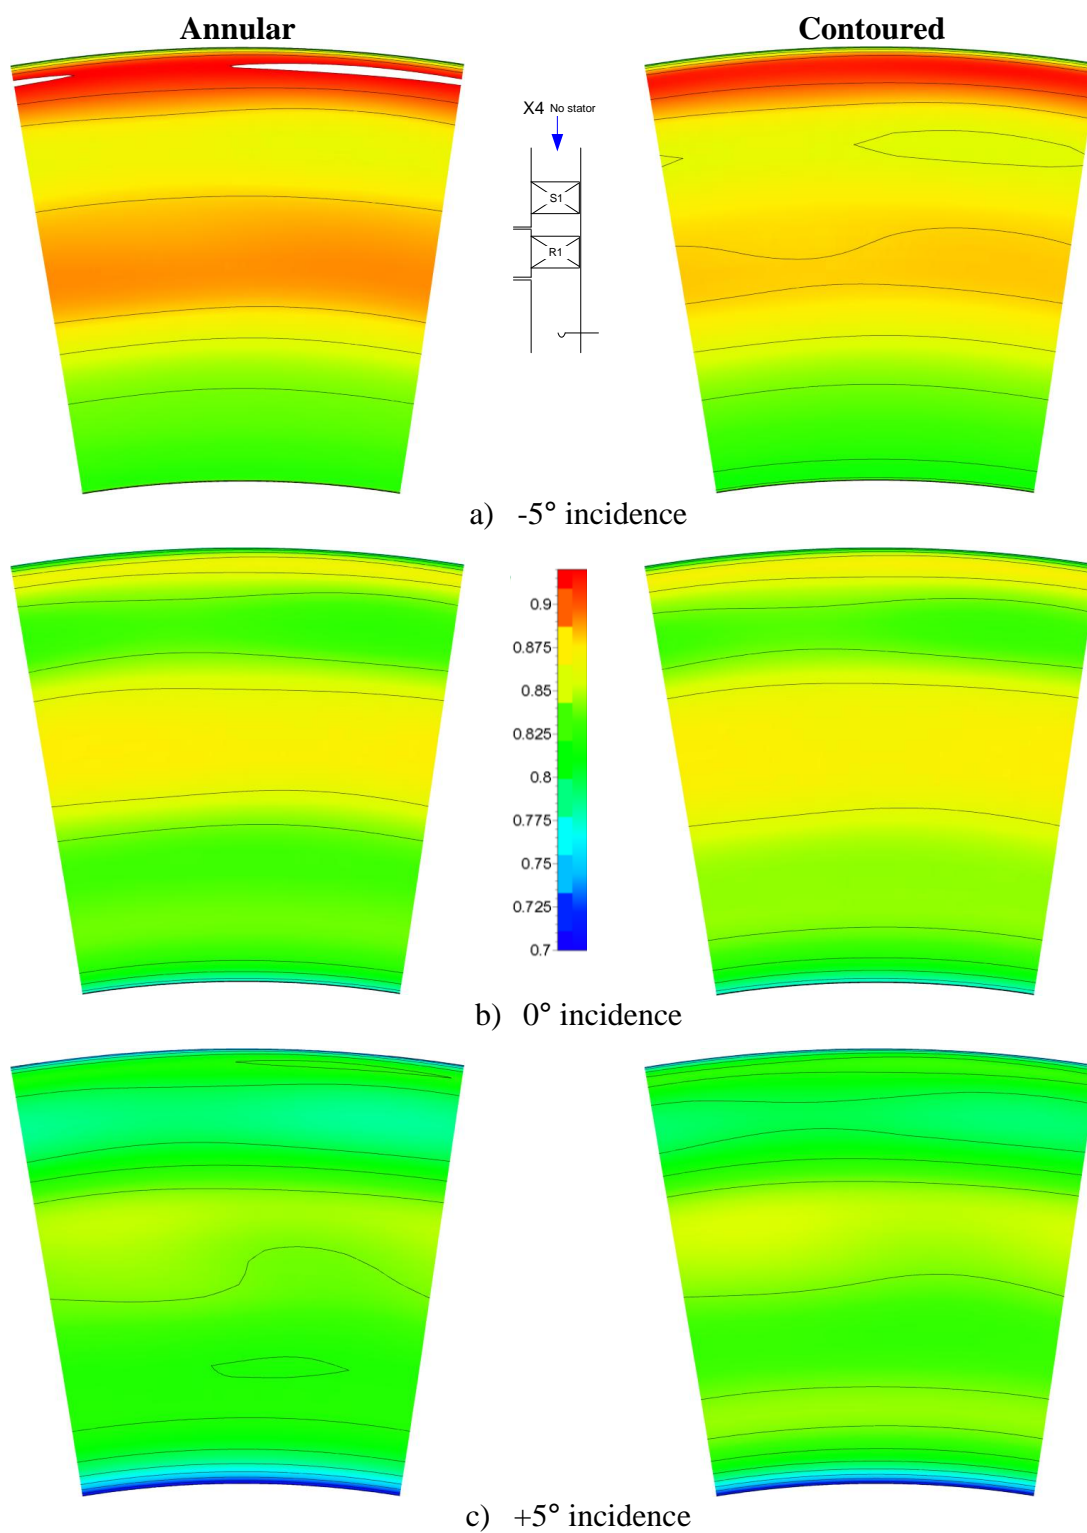 Annular
Contoured
X4 No stator
S1
R1
a) -5° incidence
0.9
0.875
0.85
0.825
0.8
0.775
0.75
0.725
0.7
b) 0° incidence
c) +5° incidence